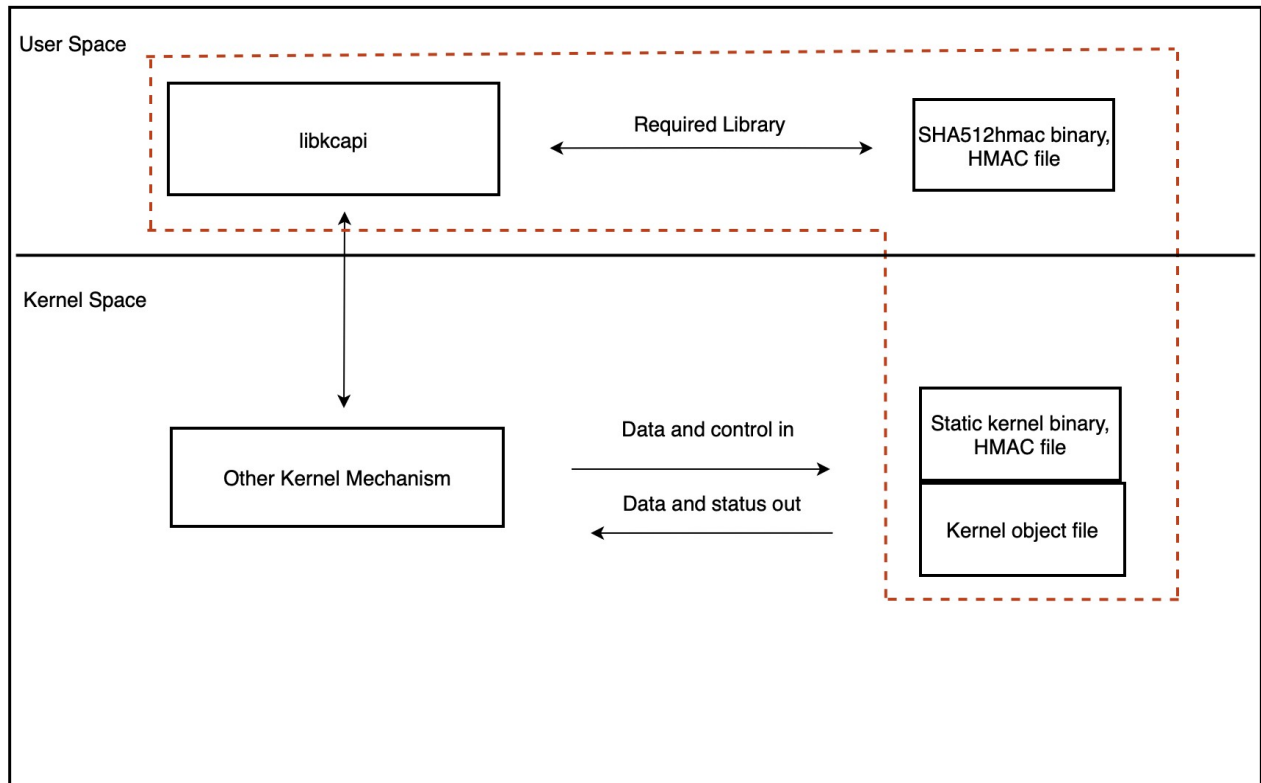 User Space
libkcapi
Required Library
SHA512hmac binary,
HMAC file
Kernel Space
Other Kernel Mechanism
Data and control in
Data and status out
Static kernel binary,
HMAC file
Kernel object file